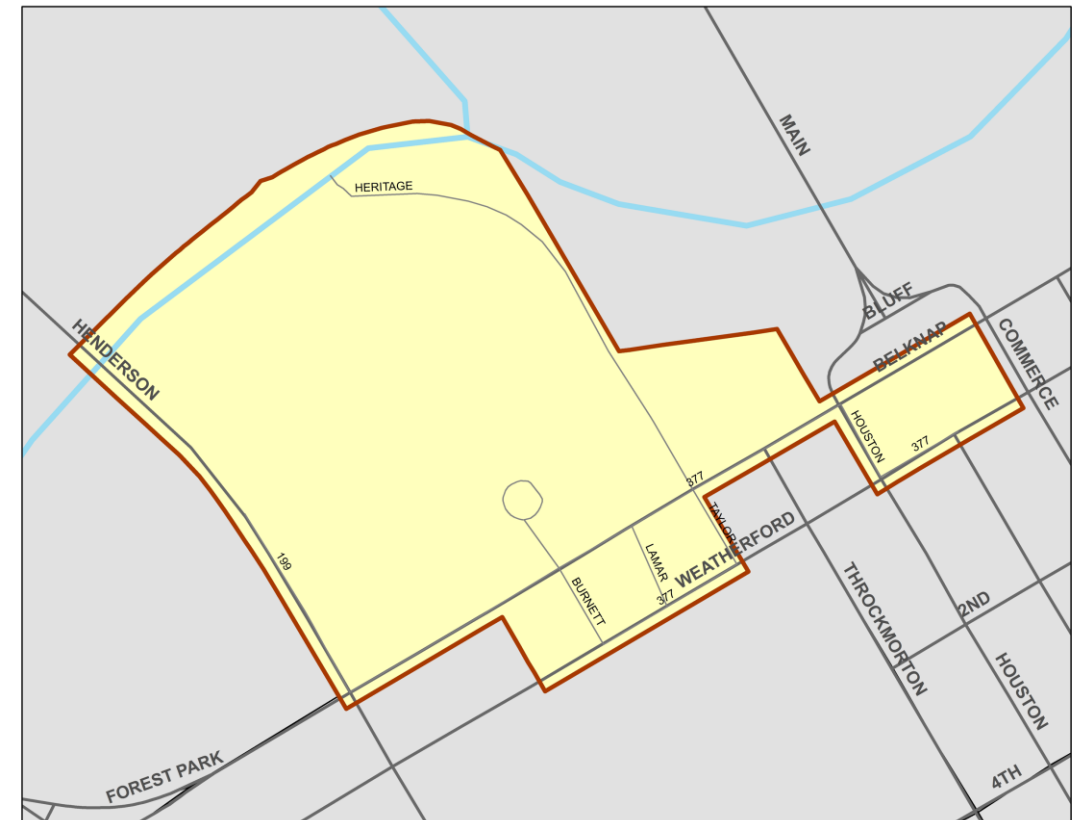 MAIN
HERITAGE
BLUFF
HENDERSON
BELKNAP
COMMERCE
HOUSTON
377
377
TAYLOR
WEATHERFORD
199
LAMAR
377
BURNETT
THROCKMORTON
2ND
HOUSTON
FOREST PARK
4TH